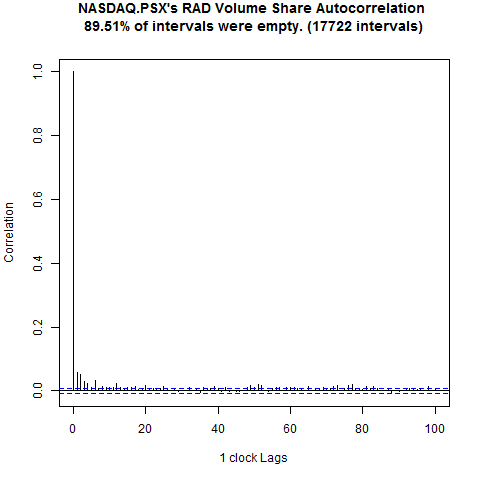 NASDAQ.PSX's RAD Volume Share Autocorrelation
89.51% of intervals were empty. (17722 intervals)
1.0
0.8
0.6
0.4
0.2
0.0
Correlation
0 20 40 60 80 100
1 clock Lags